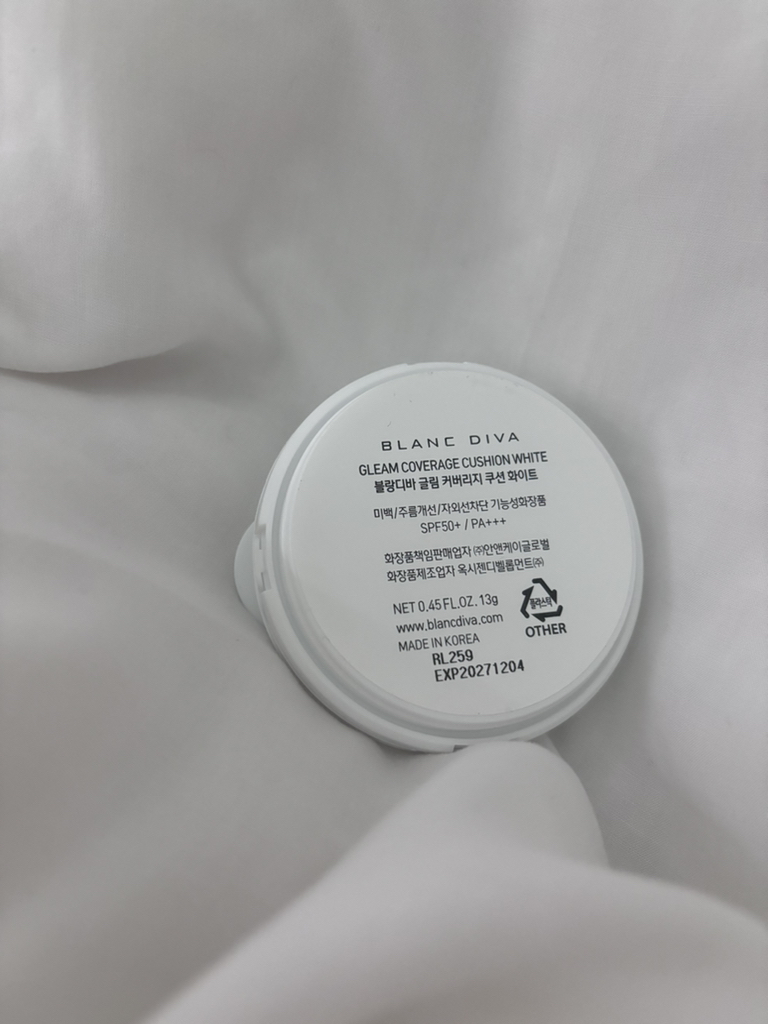 BLANC DIVA
GLEAM COVERAGE CUSHION WHITE
블랑디바 글림 커버리지 쿠션 화이트
미백/주름개선/자외선차단 기능성화장품
SPF50+ / PA+++
화장품책임판매업자 ㈜안앤케이글로벌
화장품제조업자 옥시젠디벨롭먼트㈜
NET 0.45 FL.OZ. 13g
www.blancdiva.com
MADE IN KOREA
RL259
EXP20271204
플라스틱
OTHER